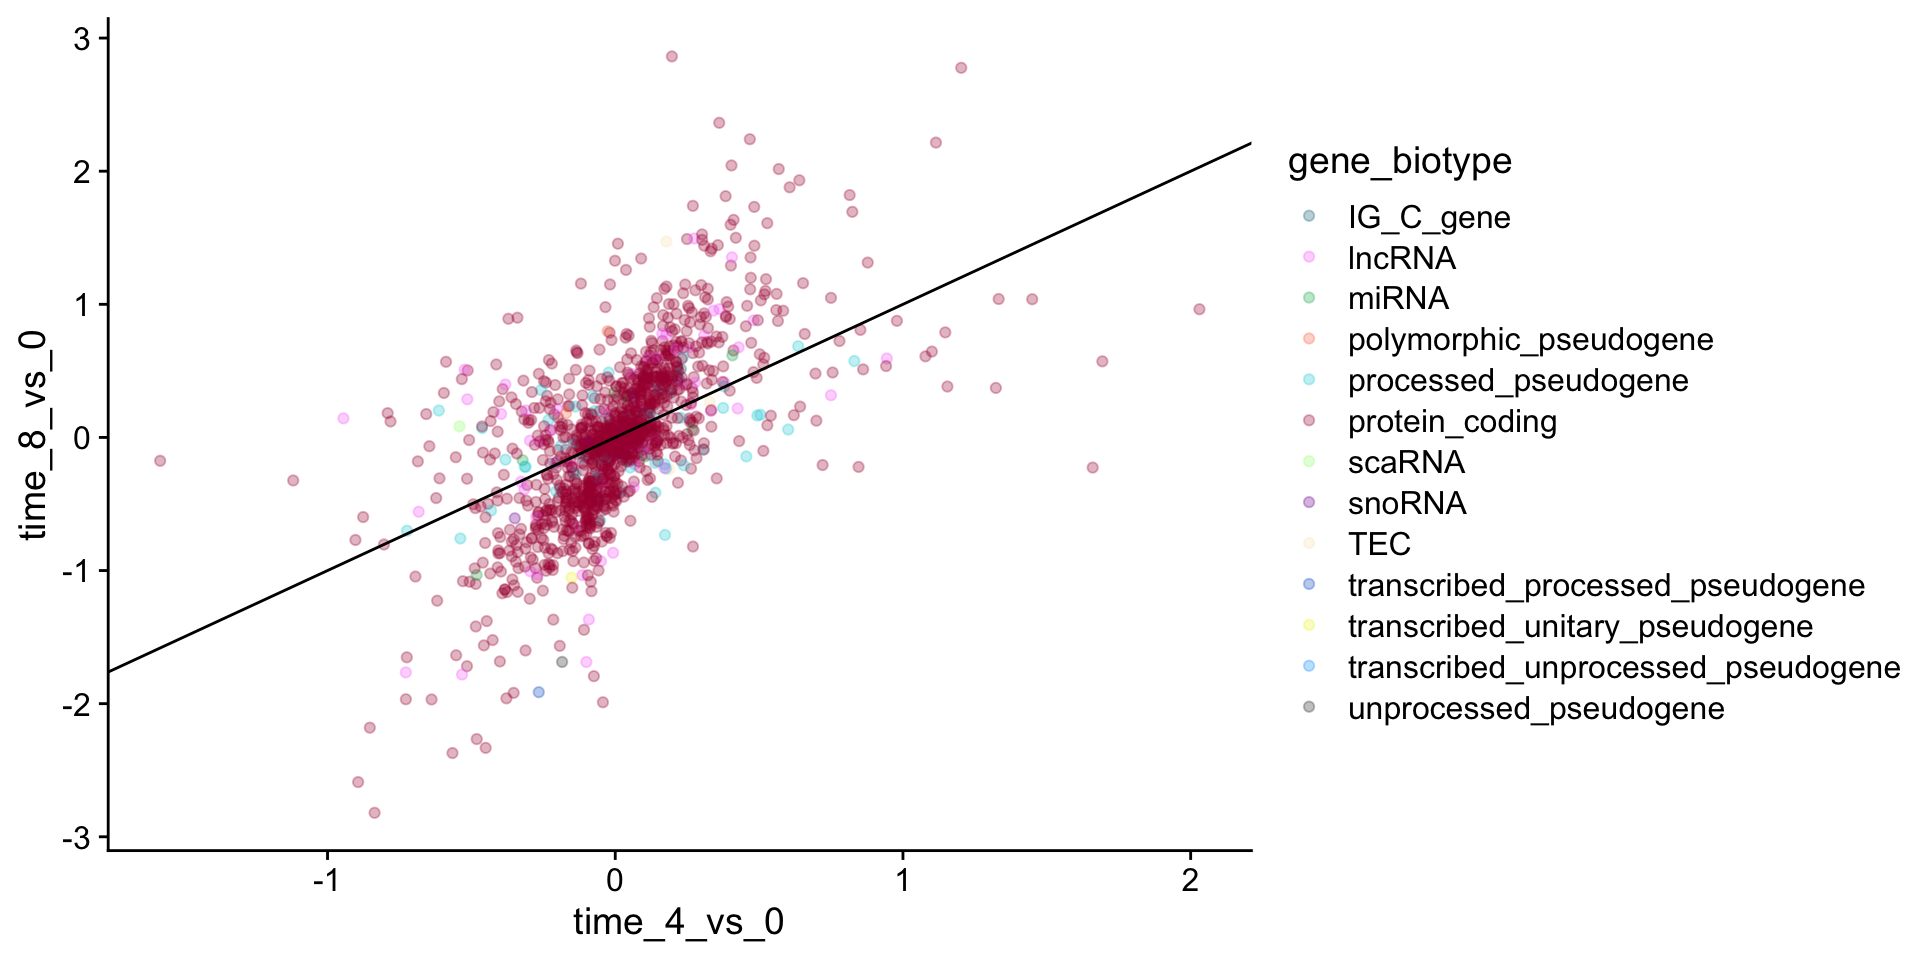 3
2
1
0
-1
-2
-3
time_8_vs_0
-1
0
1
2
time_4_vs_0
gene_biotype
IG_C_gene
lncRNA
miRNA
polymorphic_pseudogene
processed_pseudogene
protein_coding
scaRNA
snoRNA
TEC
transcribed_processed_pseudogene
transcribed_unitary_pseudogene
transcribed_unprocessed_pseudogene
unprocessed_pseudogene